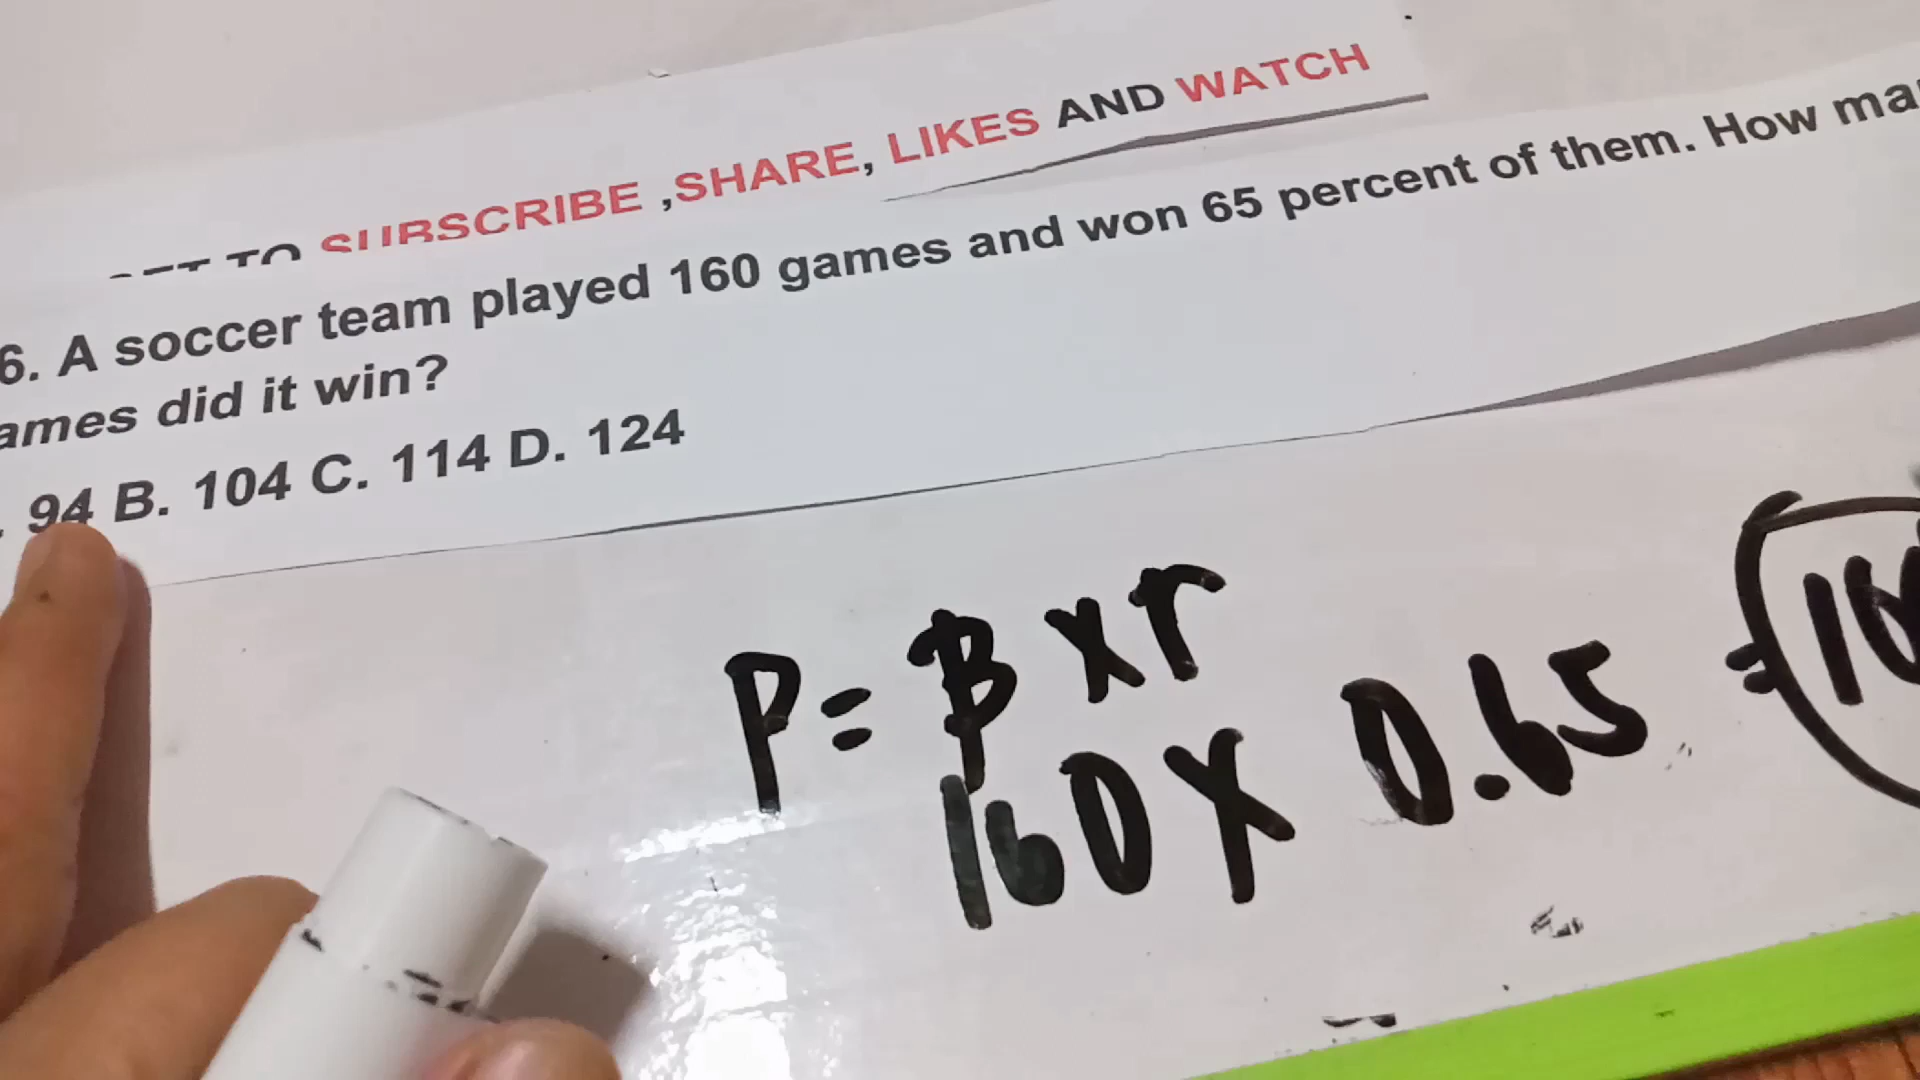 TO SUBSCRIBE ,SHARE, LIKES AND WATCH
6. A soccer team played 160 games and won 65 percent of them. How
did it win?
94 B. 104 C. 114 D. 124
P = B x r
160 x 0.65 =